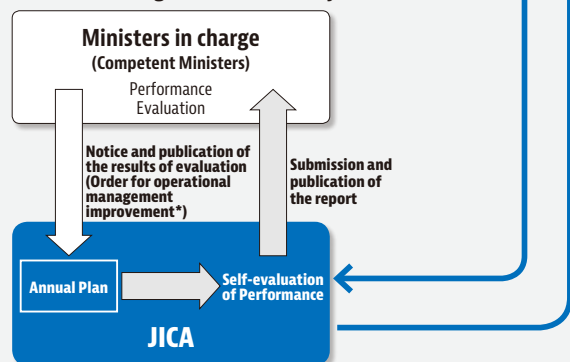 Ministers in charge
(Competent Ministers)
Performance
Evaluation
Notice and publication of
the results of evaluation
(Order for operational
management
improvement*)
Submission and
publication of
the report
Annual Plan
Self-evaluation
of Performance
JICA